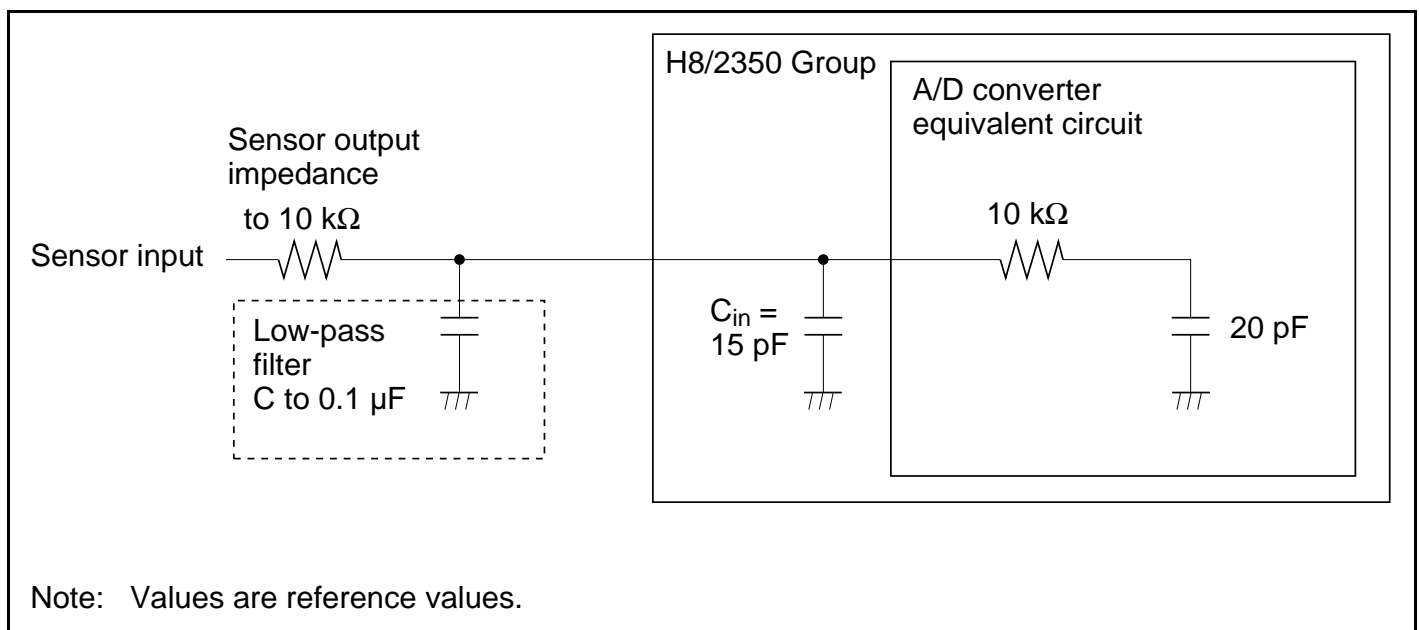 H8/2350 Group
A/D converter
equivalent circuit
Sensor output
impedance
to 10 kΩ
10 kΩ
Sensor input
Low-pass
filter
C to 0.1 µF
Cin =
15 pF
20 pF
Note: Values are reference values.